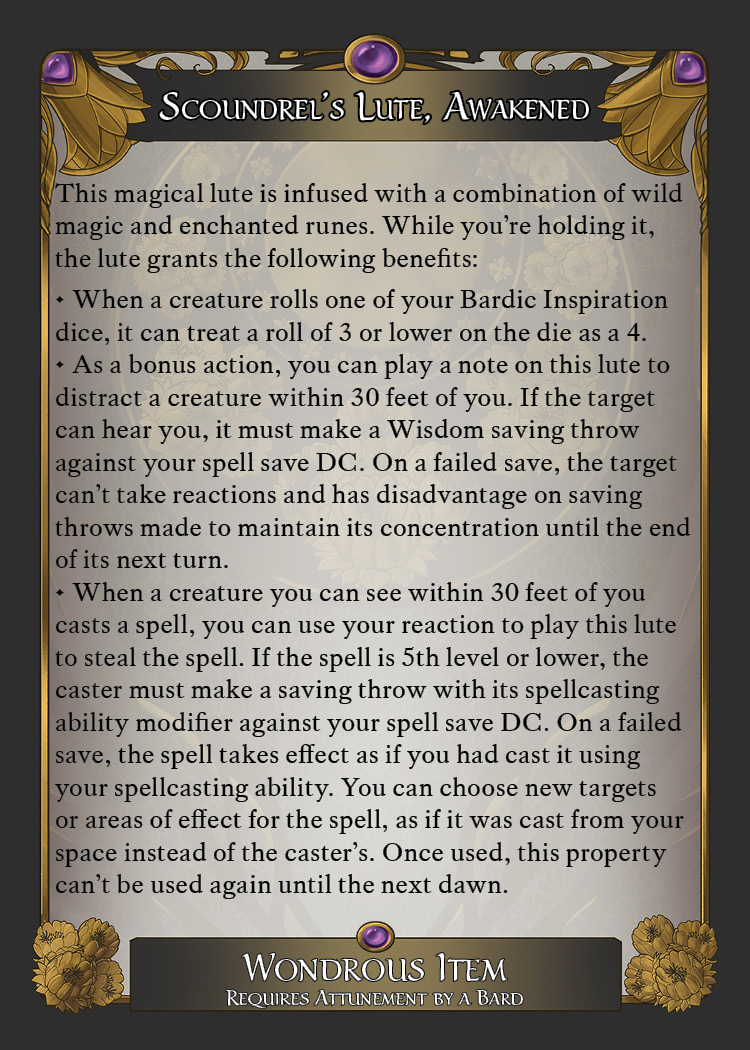 Scoundrel's Lute, Awakened
This magical lute is infused with a combination of wild
magic and enchanted runes. While you're holding it,
the lute grants the following benefits:
• When a creature rolls one of your Bardic Inspiration
dice, it can treat a roll of 3 or lower on the die as a 4.
• As a bonus action, you can play a note on this lute to
distract a creature within 30 feet of you. If the target
can hear you, it must make a Wisdom saving throw
against your spell save DC. On a failed save, the target
can't take reactions and has disadvantage on saving
throws made to maintain its concentration until the end
of its next turn.
• When a creature you can see within 30 feet of you
casts a spell, you can use your reaction to play this lute
to steal the spell. If the spell is 5th level or lower, the
caster must make a saving throw with its spellcasting
ability modifier against your spell save DC. On a failed
save, the spell takes effect as if you had cast it using
your spellcasting ability. You can choose new targets
or areas of effect for the spell, as if it was cast from your
space instead of the caster's. Once used, this property
can't be used again until the next dawn.
Wondrous Item
Requires Attunement by a Bard